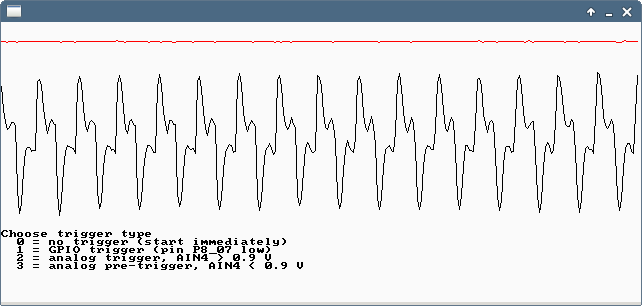 Choose trigger type
0 = no trigger (start immediately)
1 = GPIO trigger (pin P8_07 low)
2 = analog trigger, AIN4 > 0.9 V
3 = analog pre-trigger, AIN4 < 0.9 V